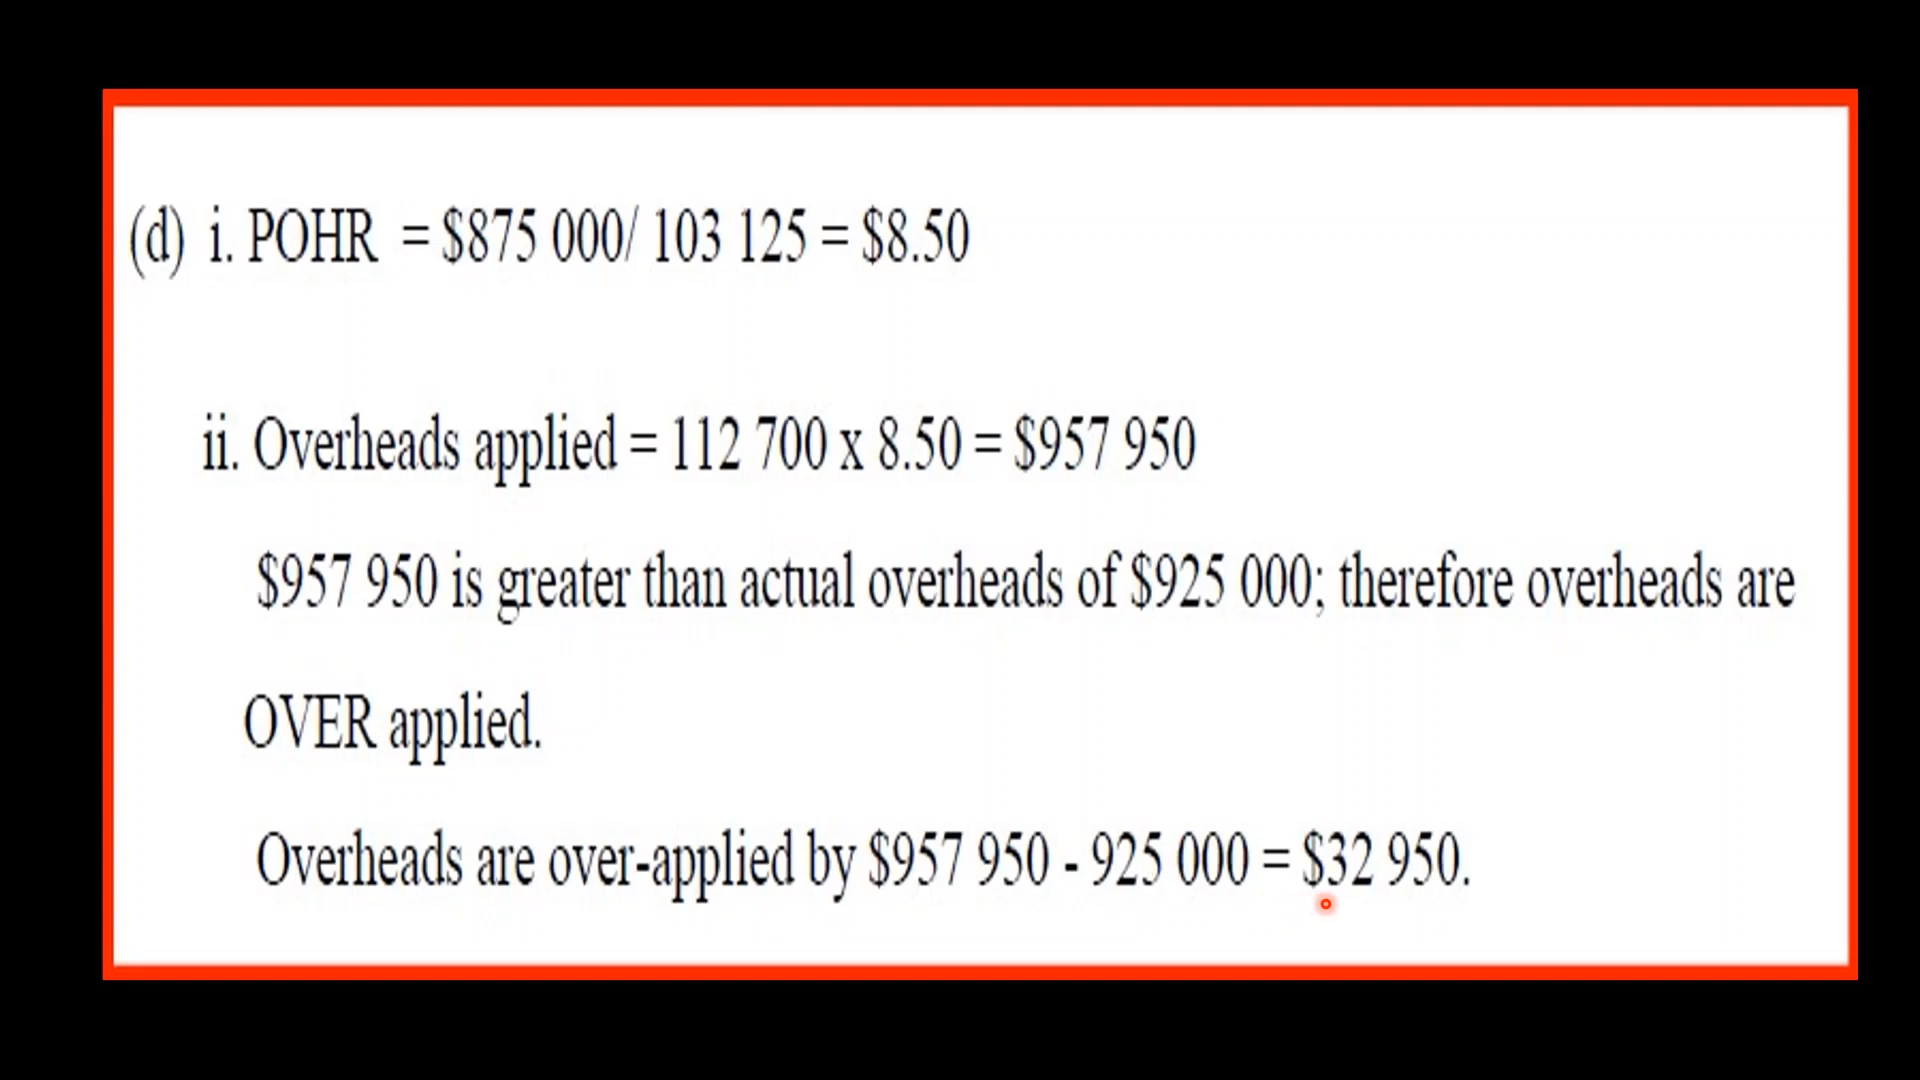 (d) i. POHR = $875 000/ 103 125 = $8.50
ii. Overheads applied = 112 700 x 8.50 = $957 950
$957 950 is greater than actual overheads of $925 000; therefore overheads are
OVER applied.
Overheads are over-applied by $957 950 - 925 000 = $32 950.